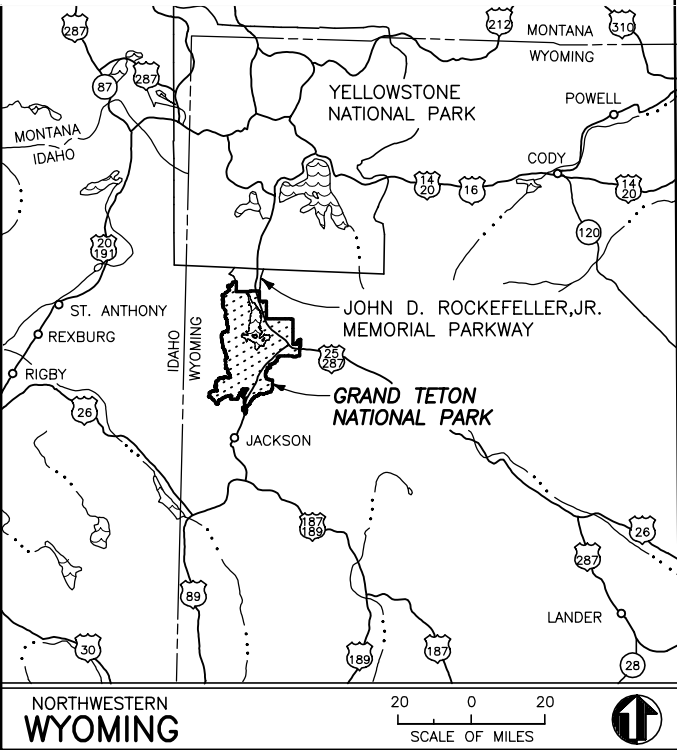 287
212
MONTANA
310
WYOMING
87
287
YELLOWSTONE
NATIONAL PARK
POWELL
MONTANA
IDAHO
CODY
14
20
16
14
20
120
20
191
ST. ANTHONY
REXBURG
RIGBY
IDAHO
WYOMING
JOHN D. ROCKEFELLER,JR.
MEMORIAL PARKWAY
25
287
GRAND TETON
NATIONAL PARK
26
JACKSON
187
189
26
287
89
LANDER
30
189
187
28
NORTHWESTERN
WYOMING
20 0 20
SCALE OF MILES